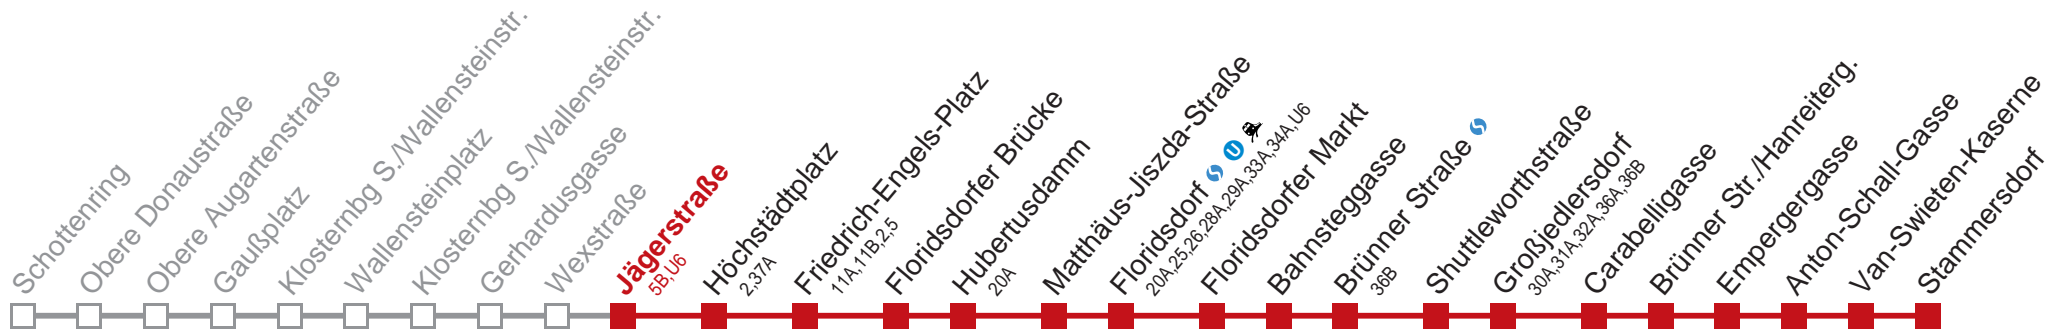 Schottenring
Obere Donaustraße
Obere Augartenstraße
Gaußplatz
Klosternbg S./Wallensteinstr.
Wallensteinplatz
Klosternbg S./Wallensteinstr.
Gerhardusgasse
Wexstraße
Jägerstraße
5B,U6
Höchstädtplatz
2,37A
Friedrich-Engels-Platz
11A,11B,2,5
Floridsdorfer Brücke
Hubertusdamm
20A
Matthäus-Jiszda-Straße
Floridsdorf S U
20A,25,26,28A,29A,33A,34A,U6
Floridsdorfer Markt
Bahnsteggasse
Brünner Straße S
36B
Shuttleworthstraße
Großjedlersdorf
30A,31A,32A,36A,36B
Carabelligasse
Brünner Str./Hanreiterg.
Empergergasse
Anton-Schall-Gasse
Van-Swieten-Kaserne
Stammersdorf